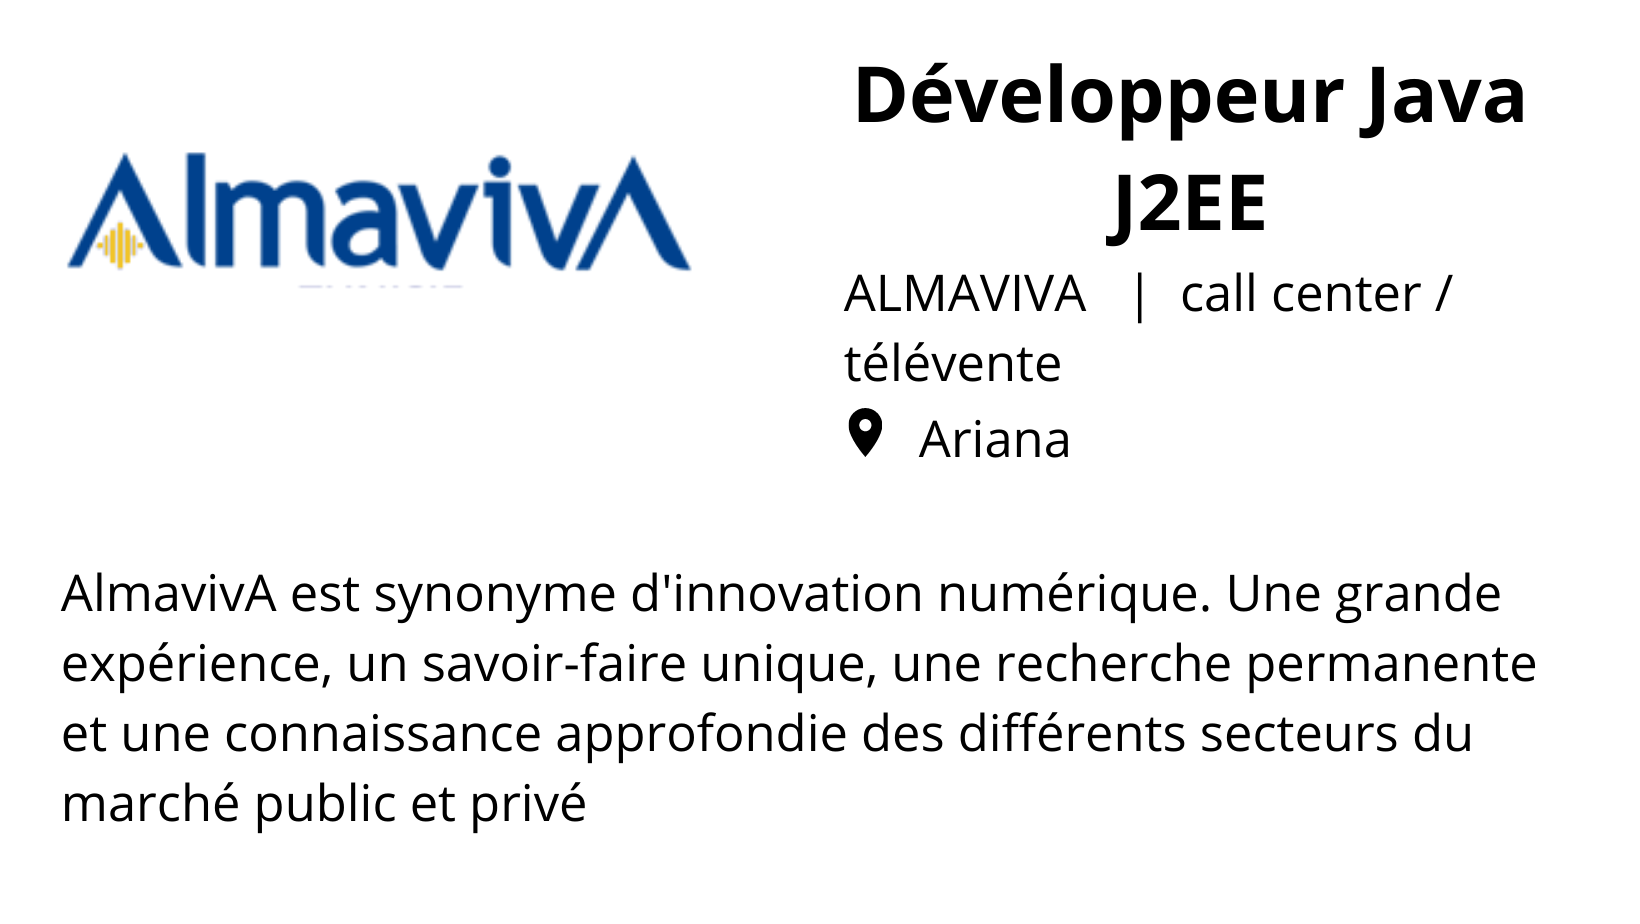 AlmavivA
Développeur Java
J2EE
ALMAVIVA | call center /
télévente
Ariana
AlmavivA est synonyme d'innovation numérique. Une grande
expérience, un savoir-faire unique, une recherche permanente
et une connaissance approfondie des différents secteurs du
marché public et privé